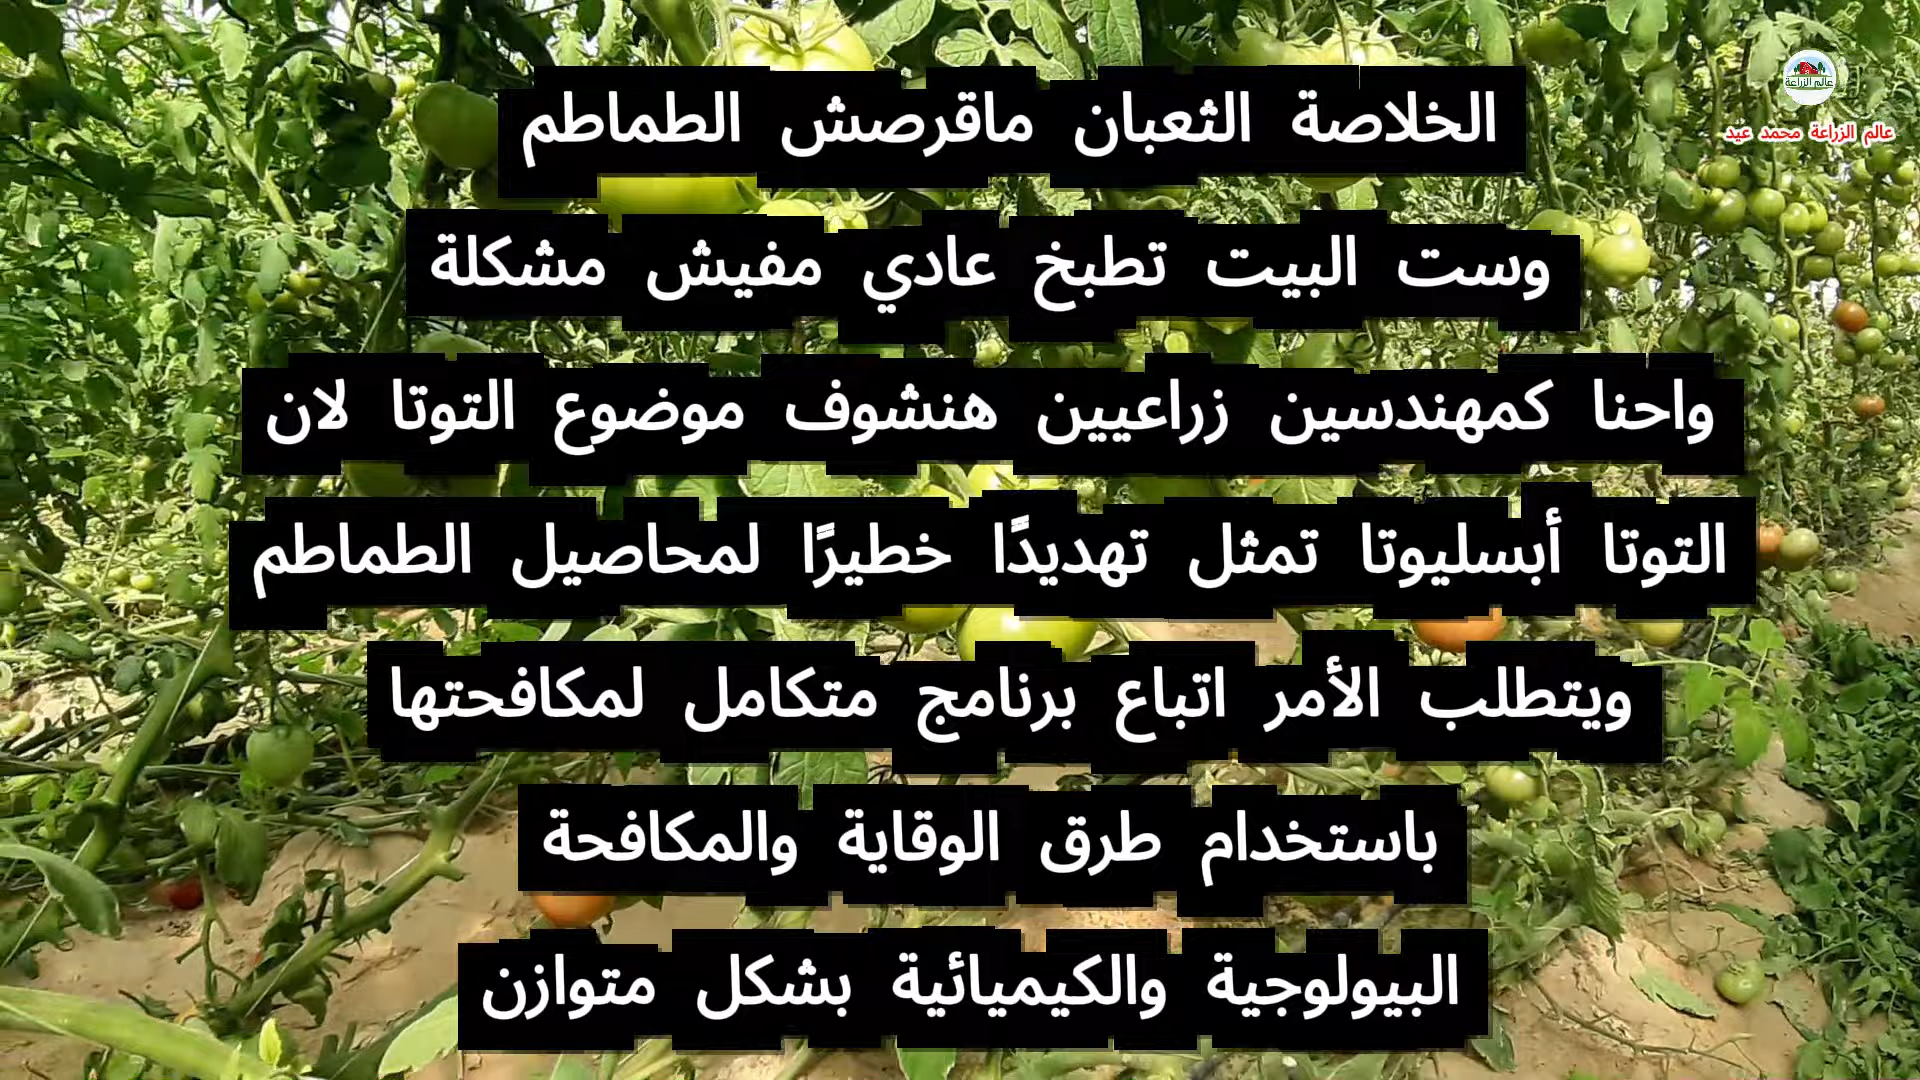 الخلاصة الثعبان ماقرصش الطماطم
وست البيت تطبخ عادي مفيش مشكلة
واحنا كمهندسين زراعيين هنشوف موضوع التوتا لان
التوتا أبسليوتا تمثل تهديدًا خطيرًا لمحاصيل الطماطم
ويتطلب الأمر اتباع برنامج متكامل لمكافحتها
باستخدام طرق الوقاية والمكافحة
البيولوجية والكيميائية بشكل متوازن
عالم الزراعة
عالم الزراعة محمد عيد